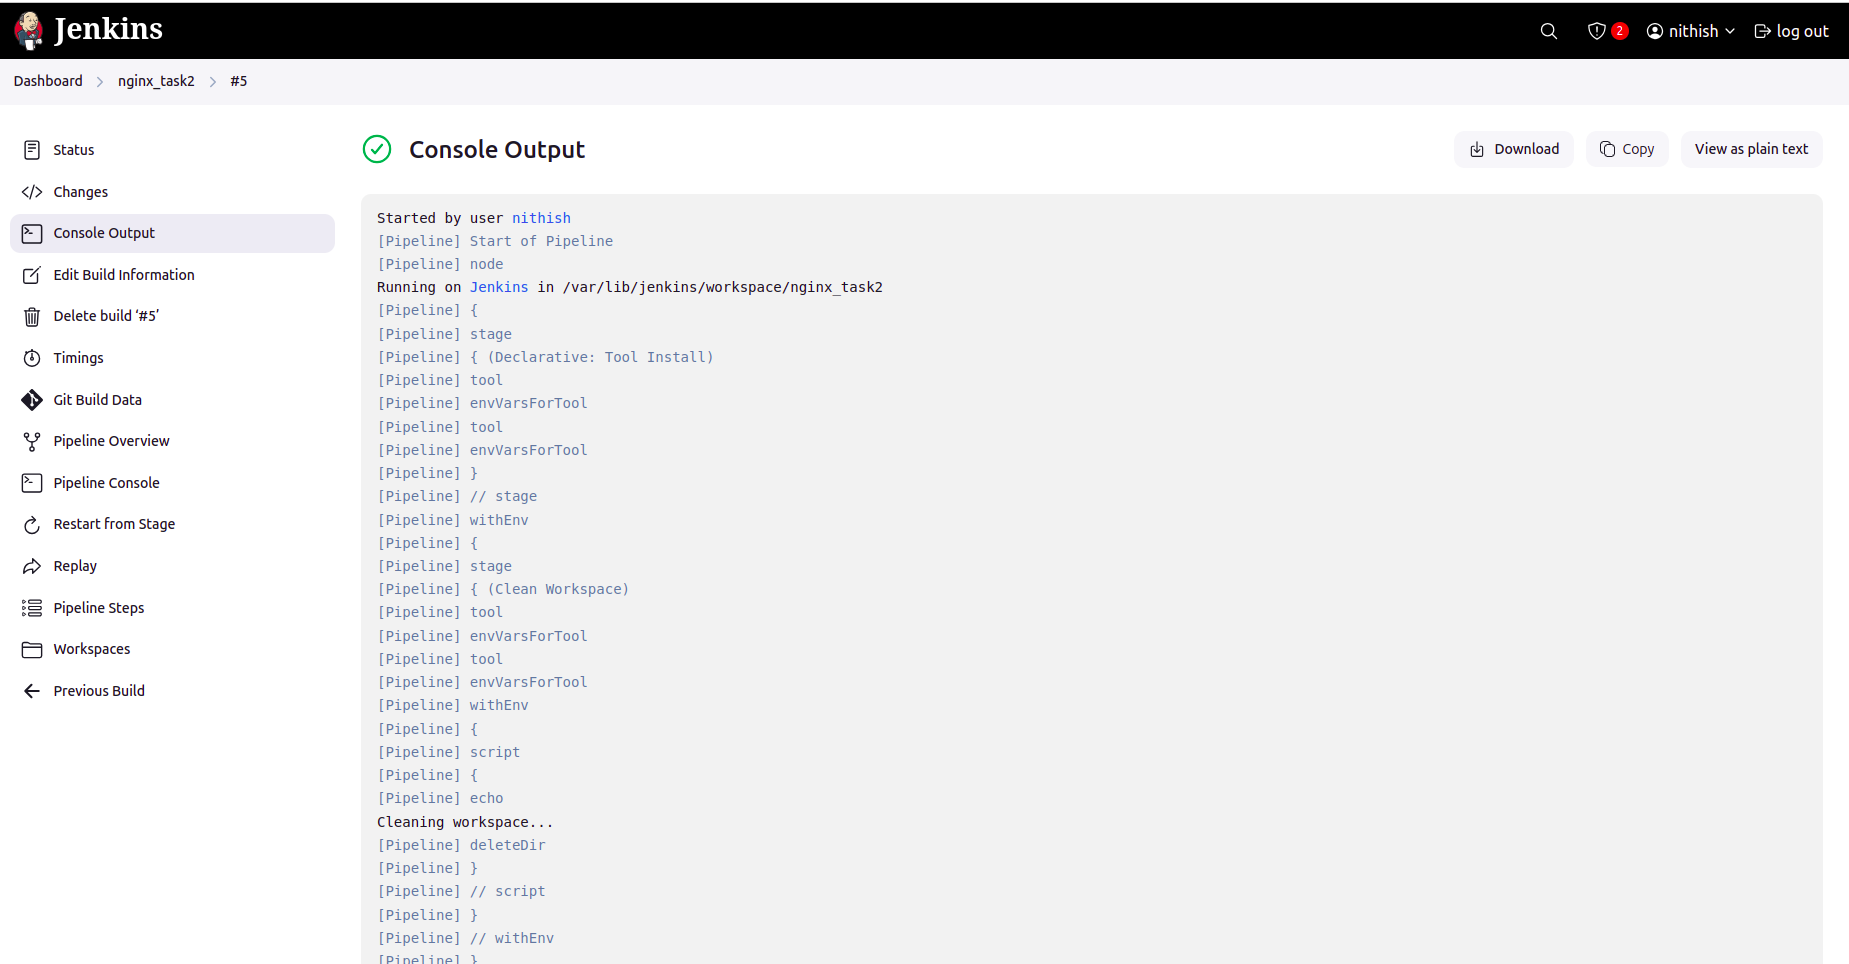 Jenkins
2
nithish
log out
Dashboard
nginx_task2
#5
Status
Changes
Console Output
Edit Build Information
Delete build ‘#5’
Timings
Git Build Data
Pipeline Overview
Pipeline Console
Restart from Stage
Replay
Pipeline Steps
Workspaces
Previous Build
Console Output
Download
Copy
View as plain text
Started by user nithish
[Pipeline] Start of Pipeline
[Pipeline] node
Running on Jenkins in /var/lib/jenkins/workspace/nginx_task2
[Pipeline] {
[Pipeline] stage
[Pipeline] { (Declarative: Tool Install)
[Pipeline] tool
[Pipeline] envVarsForTool
[Pipeline] tool
[Pipeline] envVarsForTool
[Pipeline] }
[Pipeline] // stage
[Pipeline] withEnv
[Pipeline] {
[Pipeline] stage
[Pipeline] { (Clean Workspace)
[Pipeline] tool
[Pipeline] envVarsForTool
[Pipeline] tool
[Pipeline] envVarsForTool
[Pipeline] withEnv
[Pipeline] {
[Pipeline] script
[Pipeline] {
[Pipeline] echo
Cleaning workspace...
[Pipeline] deleteDir
[Pipeline] }
[Pipeline] // script
[Pipeline] }
[Pipeline] // withEnv
[Pipeline] }